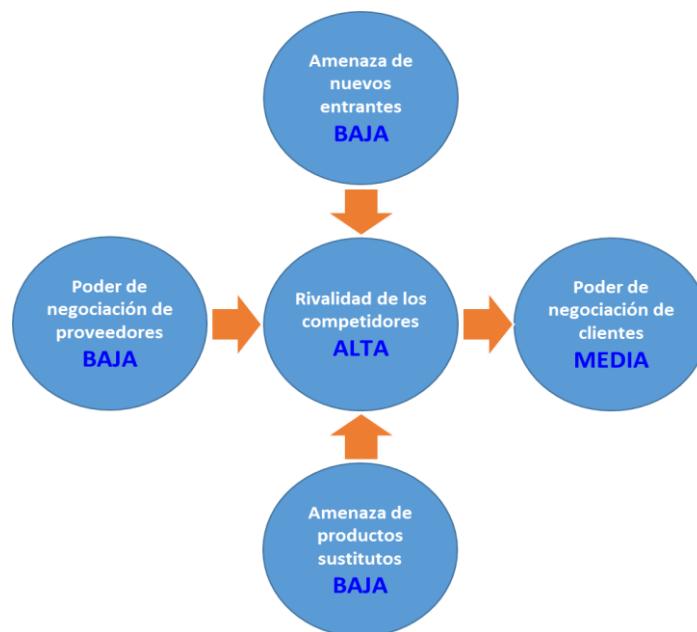 Amenaza de
nuevos
entrantes
BAJA
Poder de
negociación de
proveedores
BAJA
Rivalidad de los
competidores
ALTA
Poder de
negociación de
clientes
MEDIA
Amenaza de
productos
sustitutos
BAJA